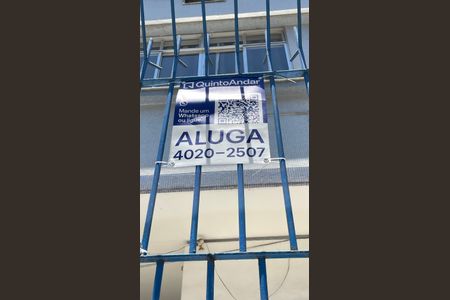 QuintoAndar
Mande um
Whatsapp
ou ligue
ALUGA
4020-2507